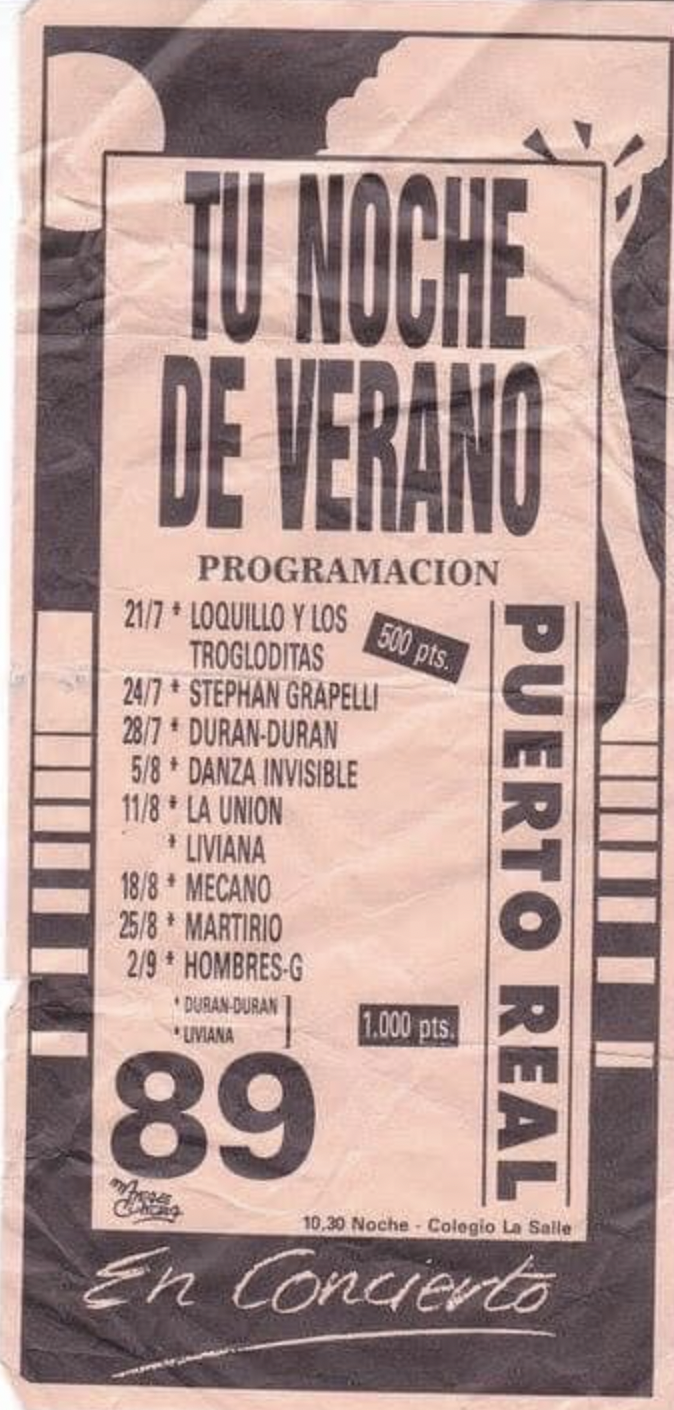 TU NOCHE
DE VERANO
PROGRAMACION
21/7 * LOQUILLO Y LOS
TROGLODITAS
500 pts.
24/7 * STEPHAN GRAPELLI
28/7 * DURAN-DURAN
5/8 * DANZA INVISIBLE
11/8 * LA UNION
* LIVIANA
18/8 * MECANO
25/8 * MARTIRIO
2/9 * HOMBRES-G
* DURAN-DURAN
* LIVIANA
1.000 pts.
PUERTO REAL
89
10,30 Noche - Colegio La Salle
En Concierto